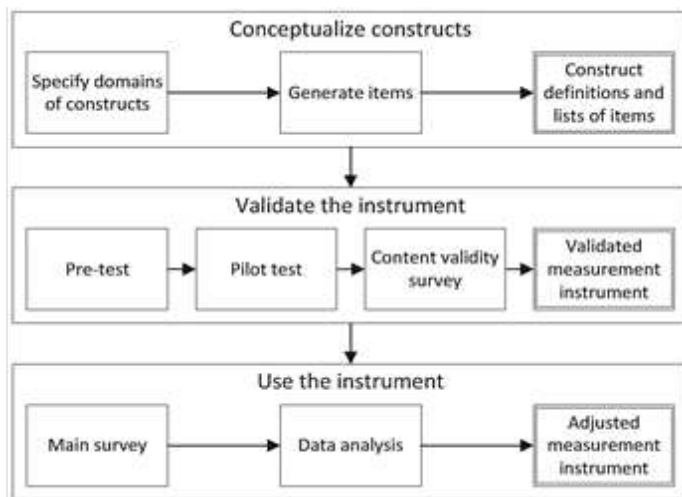 Conceptualize constructs
Specify domains
of constructs
Generate items
Construct
definitions and
lists of items
Validate the instrument
Pre-test
Pilot test
Content validity
survey
Validated
measurement
instrument
Use the instrument
Main survey
Data analysis
Adjusted
measurement
instrument